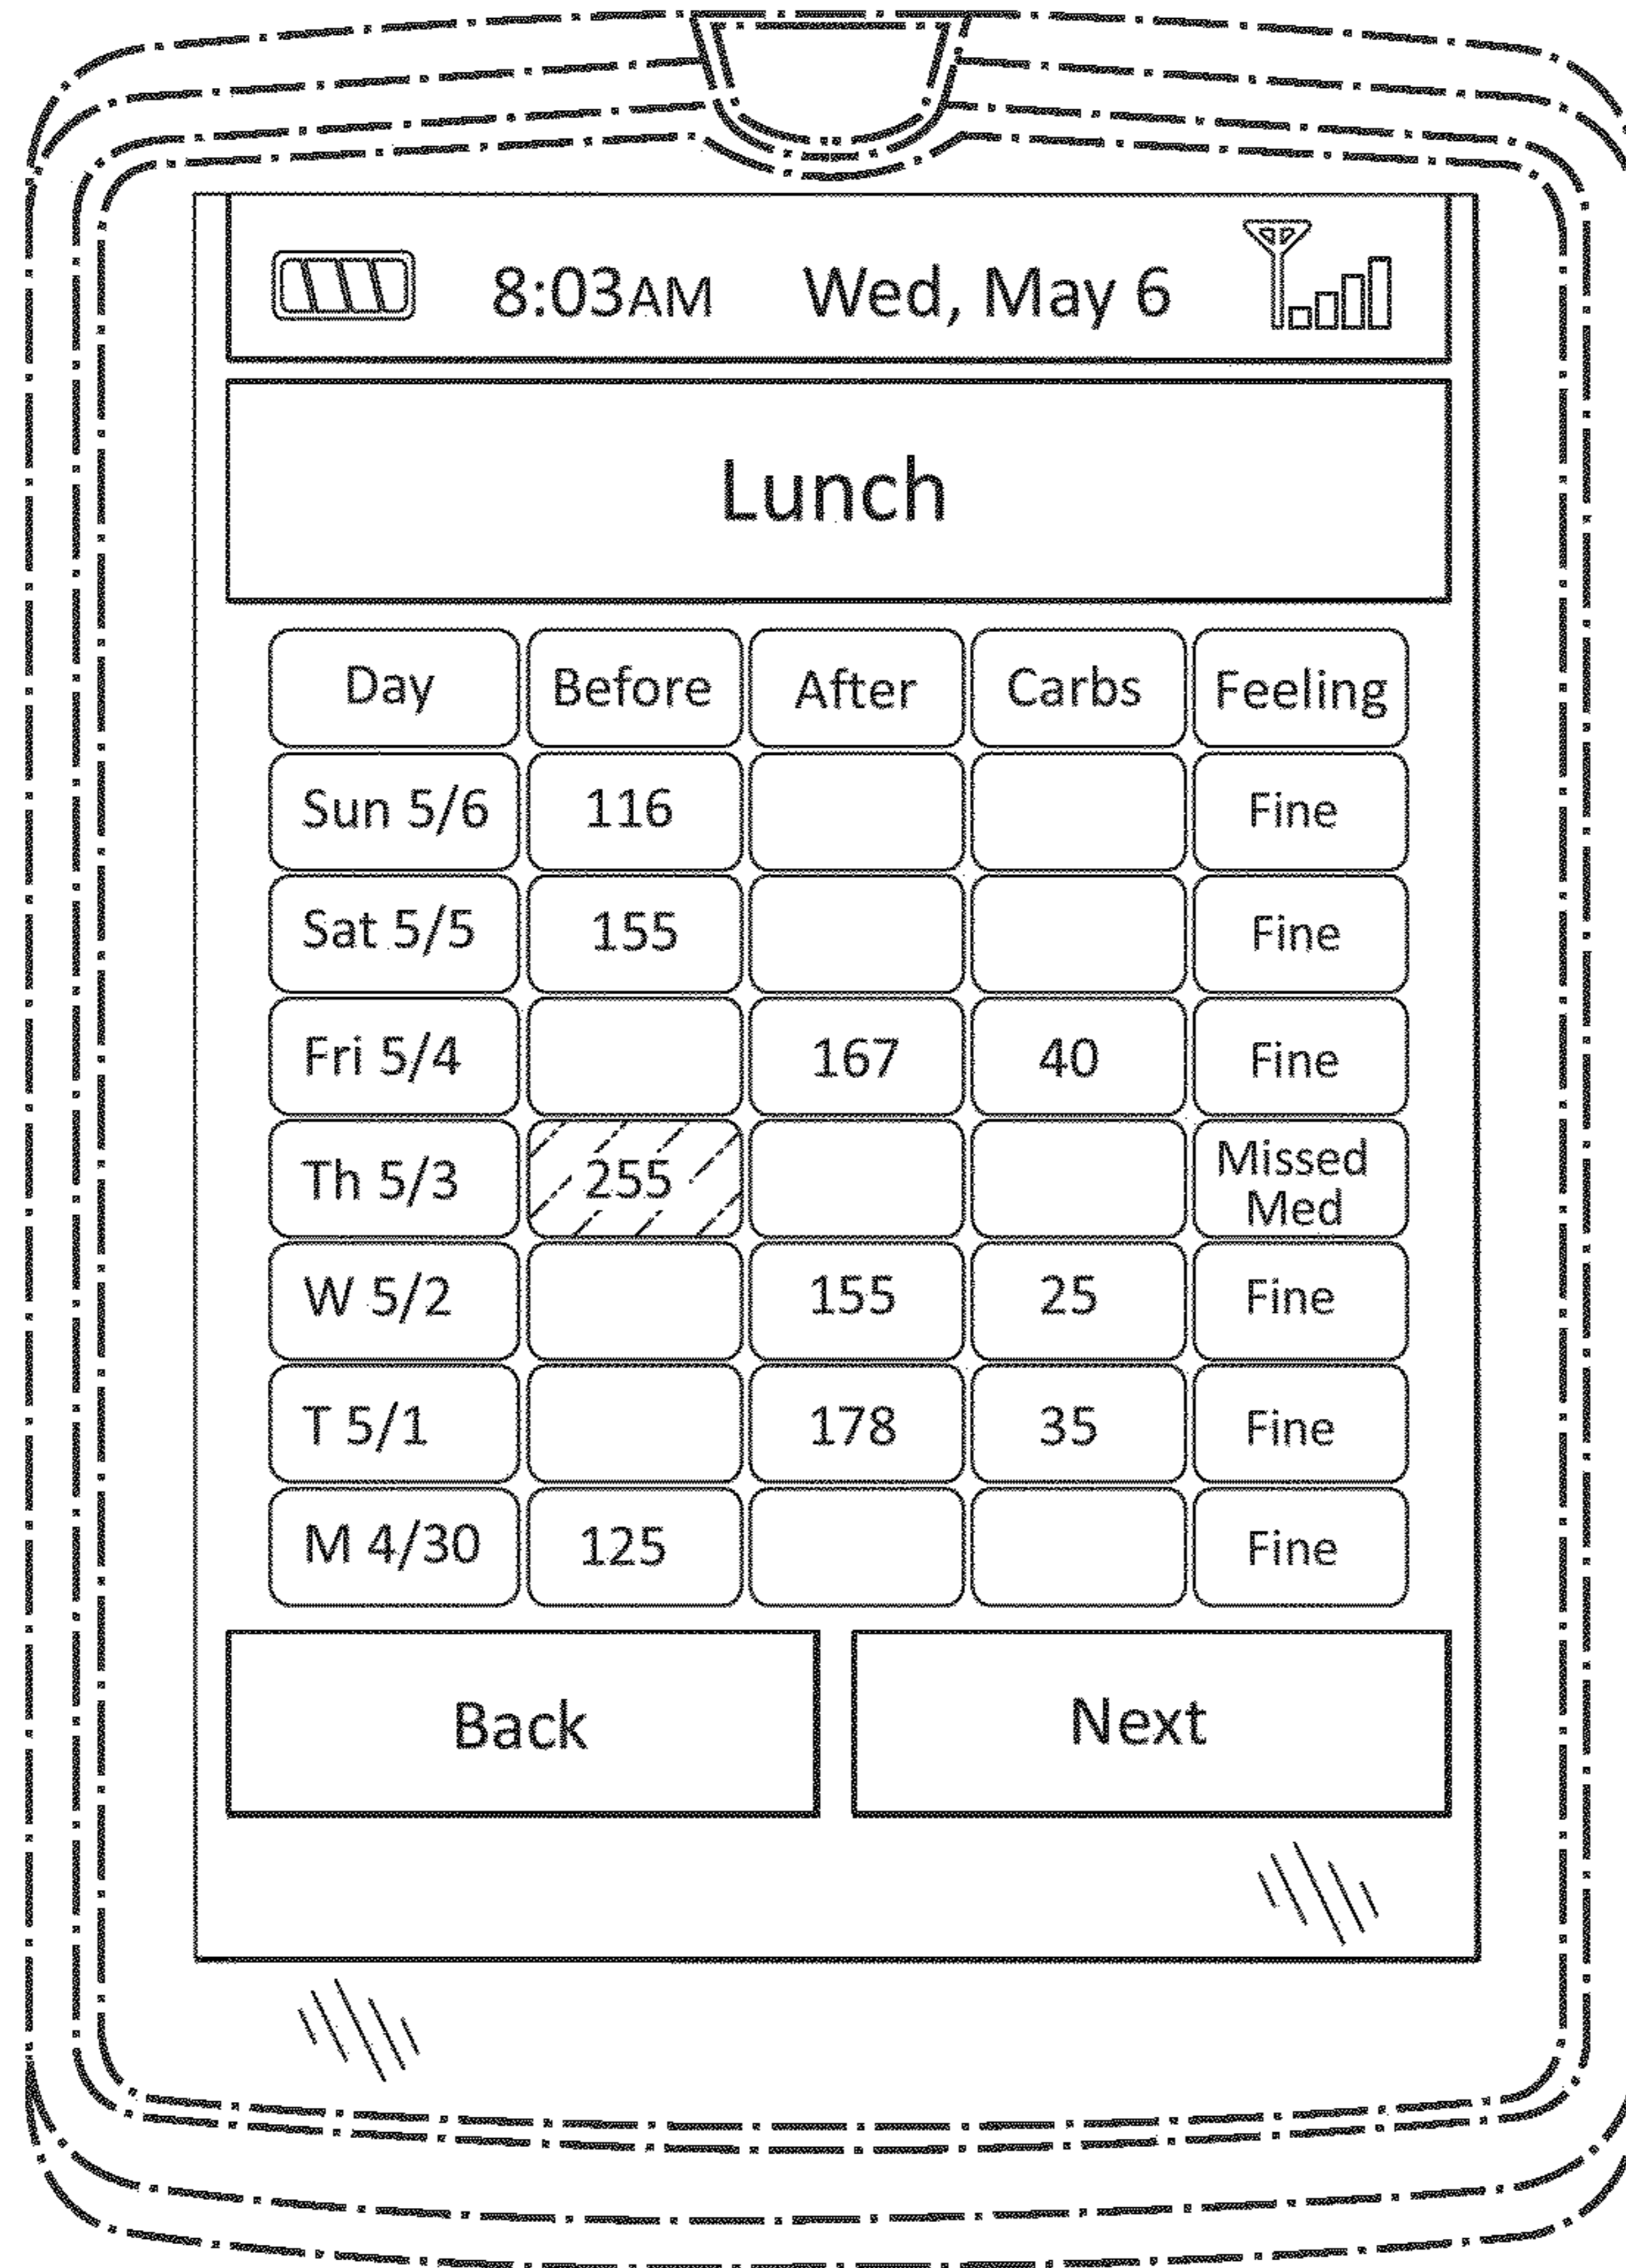 8:03AM Wed, May 6
Lunch
Day Before After Carbs Feeling
Sun 5/6 116 Fine
Sat 5/5 155 Fine
Fri 5/4 167 40 Fine
Th 5/3 255 Missed Med
W 5/2 155 25 Fine
T 5/1 178 35 Fine
M 4/30 125 Fine
Back Next